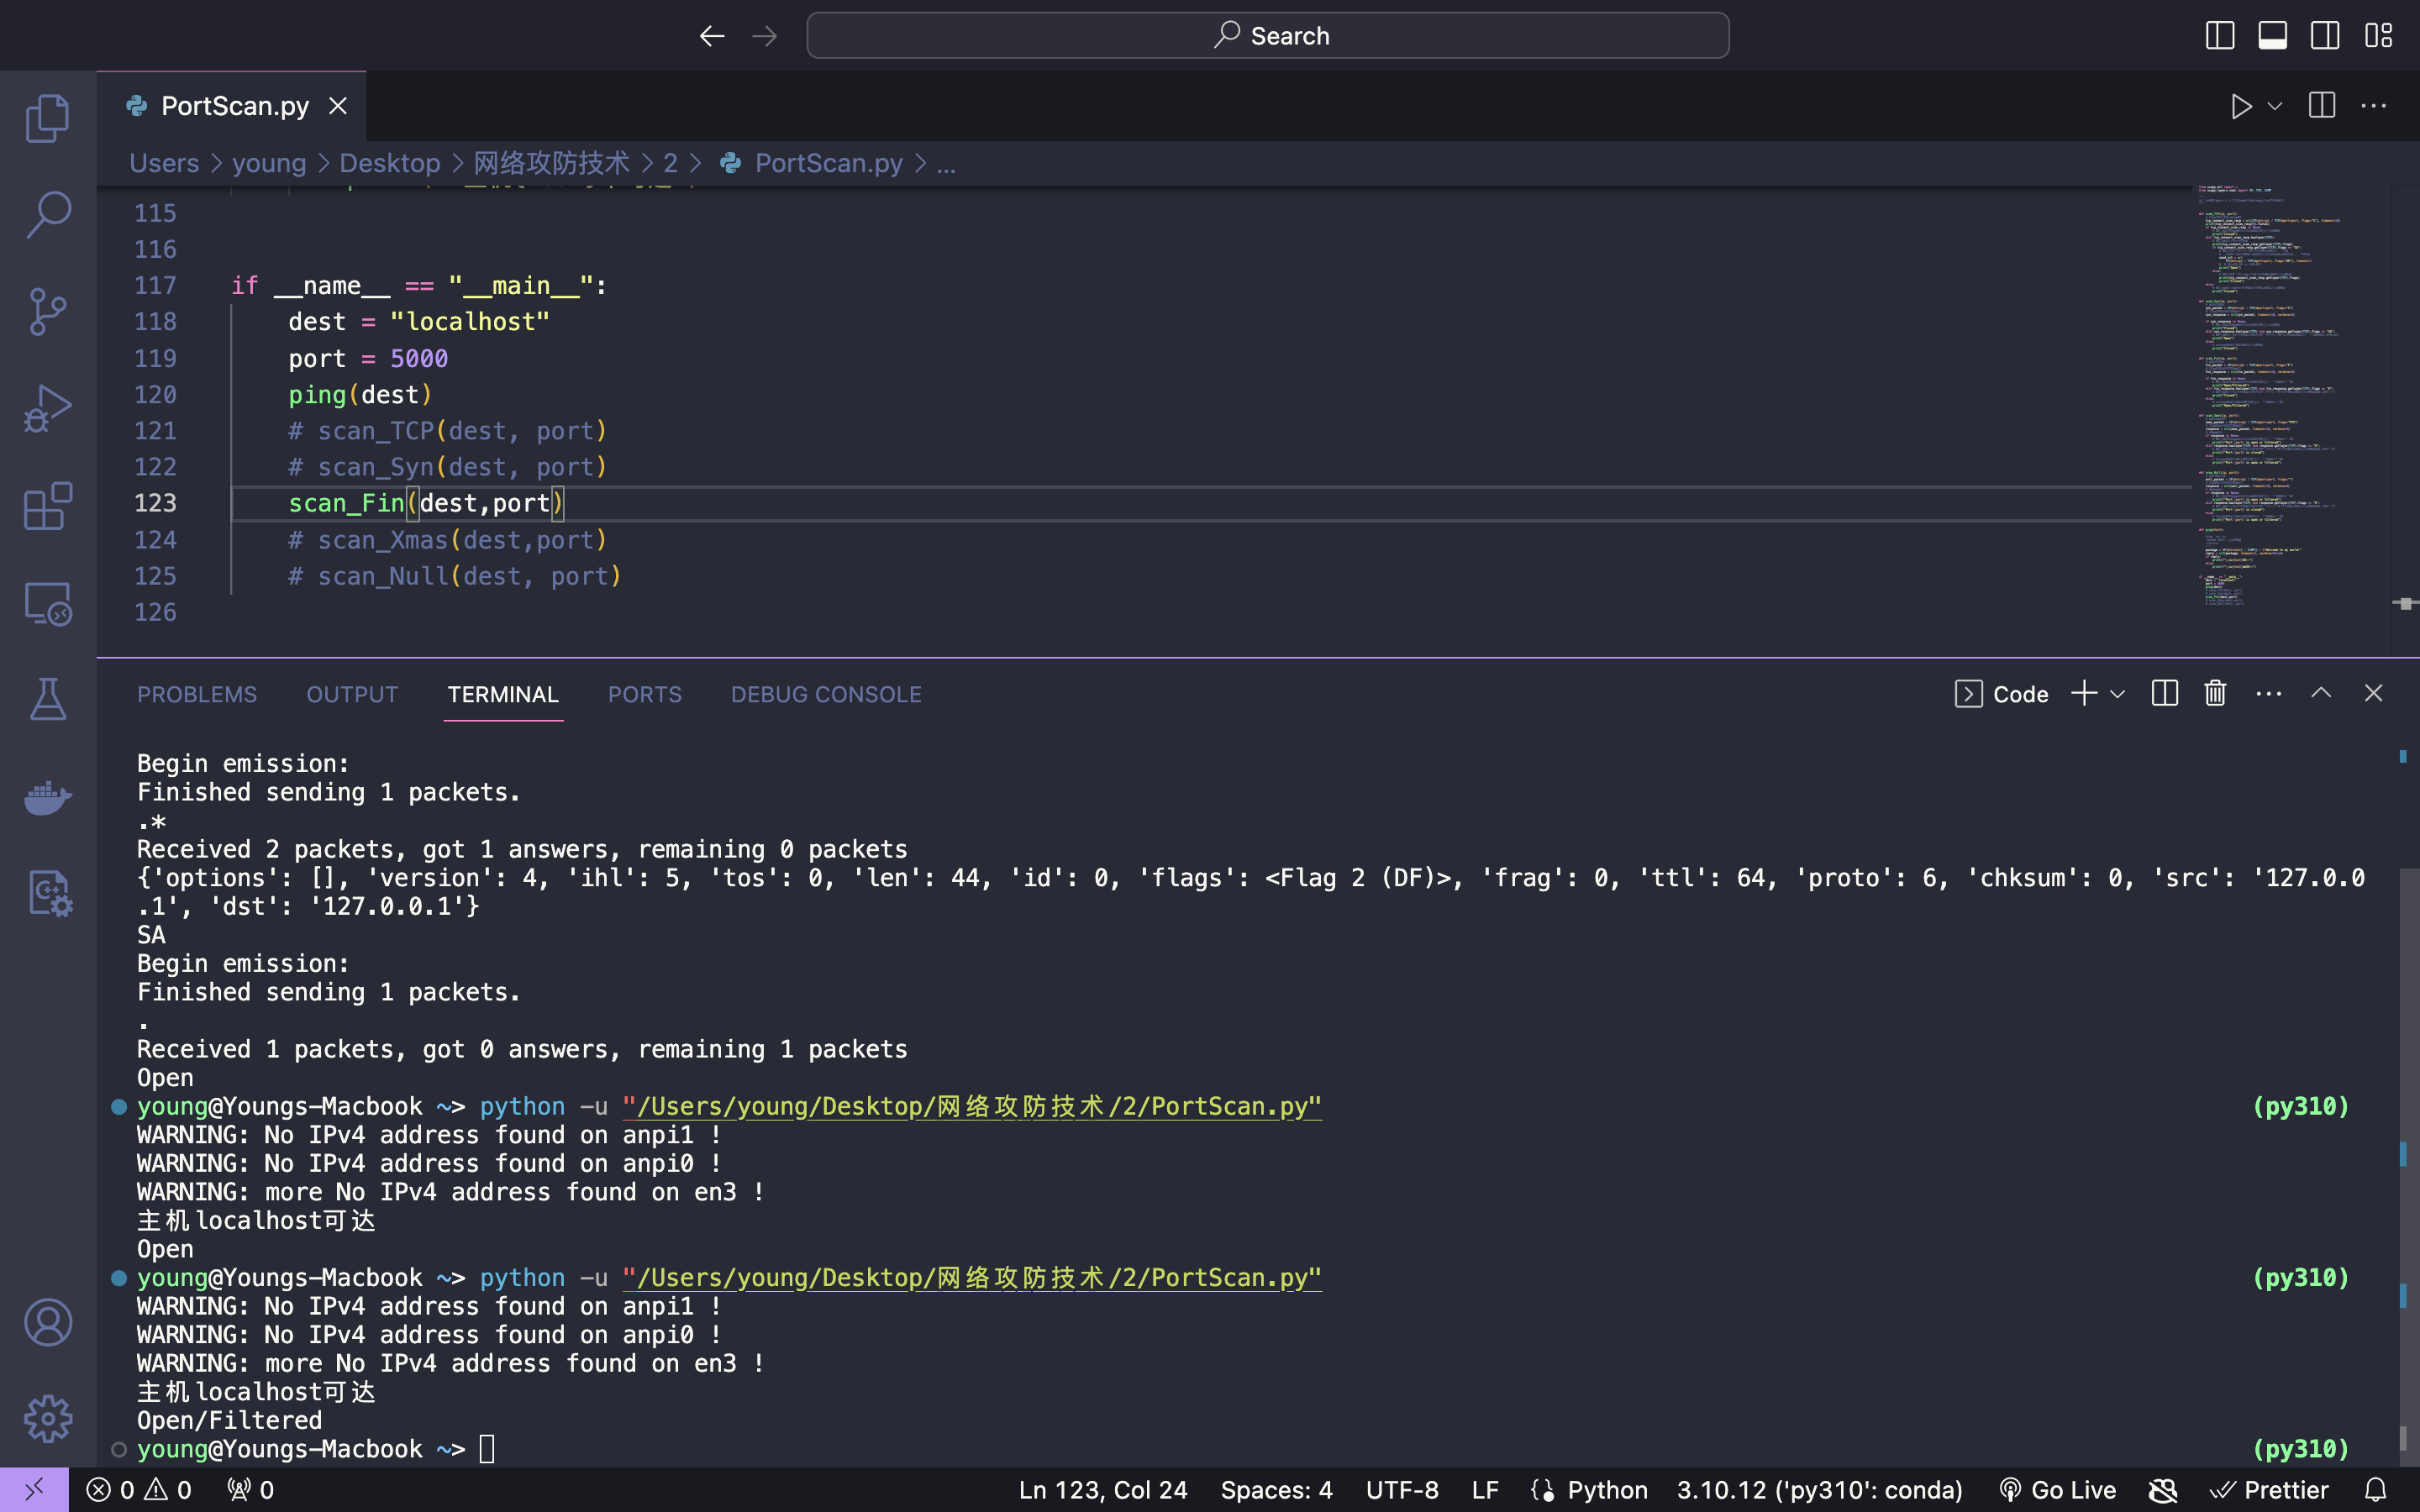 Search
PortScan.py
Users > young > Desktop > 网络攻防技术 > 2 > PortScan.py > ...
115
116
117 if __name__ == "__main__":
118 dest = "localhost"
119 port = 5000
120 ping(dest)
121 # scan_TCP(dest, port)
122 # scan_Syn(dest, port)
123 scan_Fin(dest,port)
124 # scan_Xmas(dest,port)
125 # scan_Null(dest, port)
126
PROBLEMS OUTPUT TERMINAL PORTS DEBUG CONSOLE Code
Begin emission:
Finished sending 1 packets.
.*
Received 2 packets, got 1 answers, remaining 0 packets
{'options': [], 'version': 4, 'ihl': 5, 'tos': 0, 'len': 44, 'id': 0, 'flags': <Flag 2 (DF)>, 'frag': 0, 'ttl': 64, 'proto': 6, 'chksum': 0, 'src': '127.0.0
.1', 'dst': '127.0.0.1'}
SA
Begin emission:
Finished sending 1 packets.
.
Received 1 packets, got 0 answers, remaining 1 packets
Open
young@Youngs-Macbook ~> python -u "/Users/young/Desktop/网络攻防技术/2/PortScan.py" (py310)
WARNING: No IPv4 address found on anpi1 !
WARNING: No IPv4 address found on anpi0 !
WARNING: more No IPv4 address found on en3 !
主机localhost可达
Open
young@Youngs-Macbook ~> python -u "/Users/young/Desktop/网络攻防技术/2/PortScan.py" (py310)
WARNING: No IPv4 address found on anpi1 !
WARNING: No IPv4 address found on anpi0 !
WARNING: more No IPv4 address found on en3 !
主机localhost可达
Open/Filtered
young@Youngs-Macbook ~> (py310)
0 0 0 Ln 123, Col 24 Spaces: 4 UTF-8 LF Python 3.10.12 ('py310': conda) Go Live Prettier